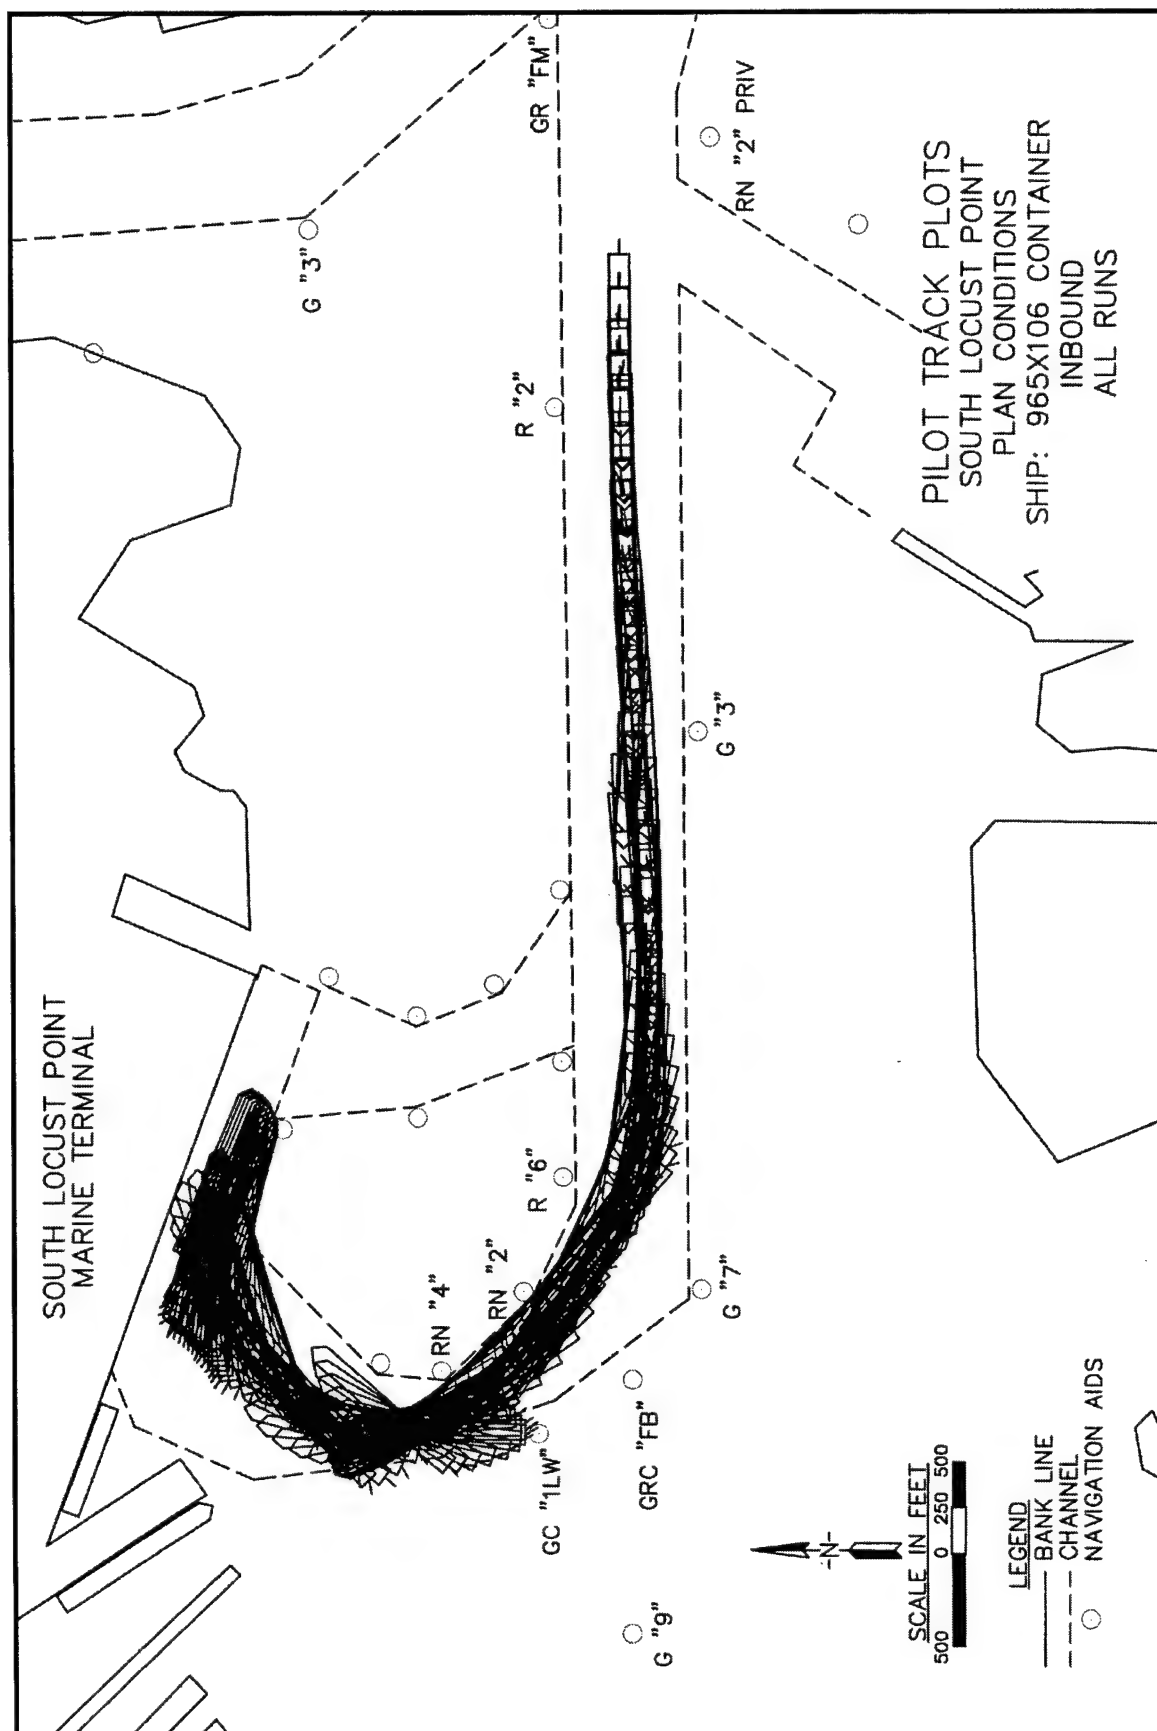 SOUTH LOCUST POINT
MARINE TERMINAL
G "3"
GR "FM"
RN "2" PRIV
R "2"
G "3"
R "6"
RN "2"
RN "4"
G "7"
GC "1LW"
GRC "FB"
G "9"
PILOT TRACK PLOTS
SOUTH LOCUST POINT
PLAN CONDITIONS
SHIP: 965X106 CONTAINER
INBOUND
ALL RUNS
-N-
SCALE IN FEET
500 0 250 500
LEGEND
BANK LINE
CHANNEL
NAVIGATION AIDS